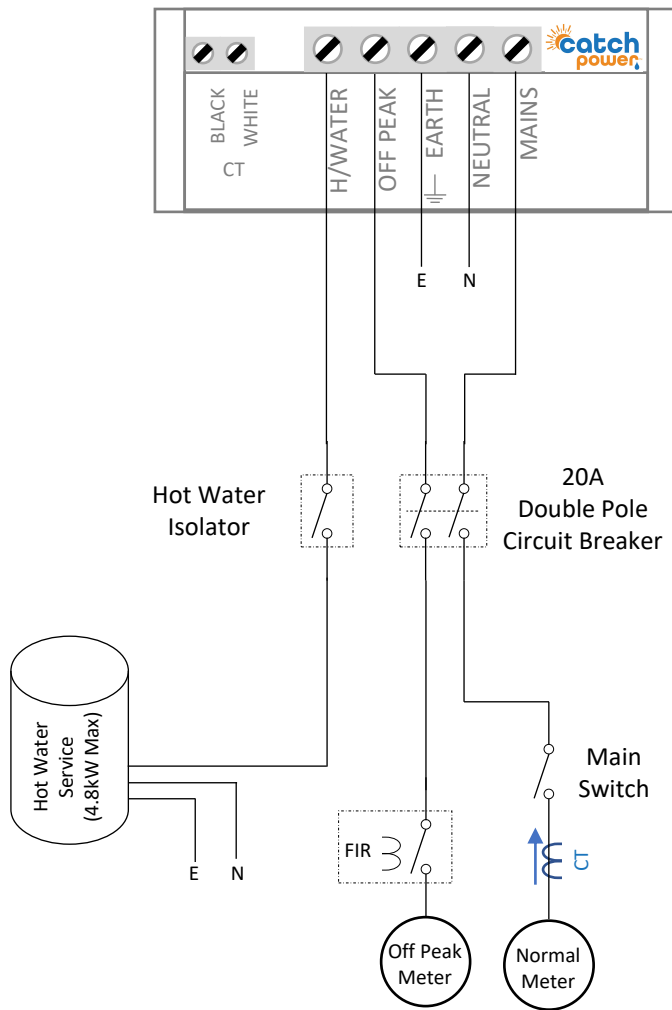 catch
power
BLACK
WHITE
CT
H/WATER
OFF PEAK
EARTH
NEUTRAL
MAINS
E
N
Hot Water
Isolator
20A
Double Pole
Circuit Breaker
Hot Water
Service
(4.8kW Max)
E
N
Main
Switch
FIR
CT
Off Peak
Meter
Normal
Meter